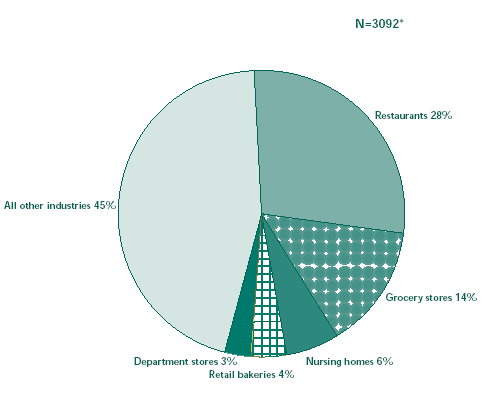 N=3092*
Restaurants 28%
All other industries 45%
Grocery stores 14%
Department stores 3%
Nursing homes 6%
Retail bakeries 4%